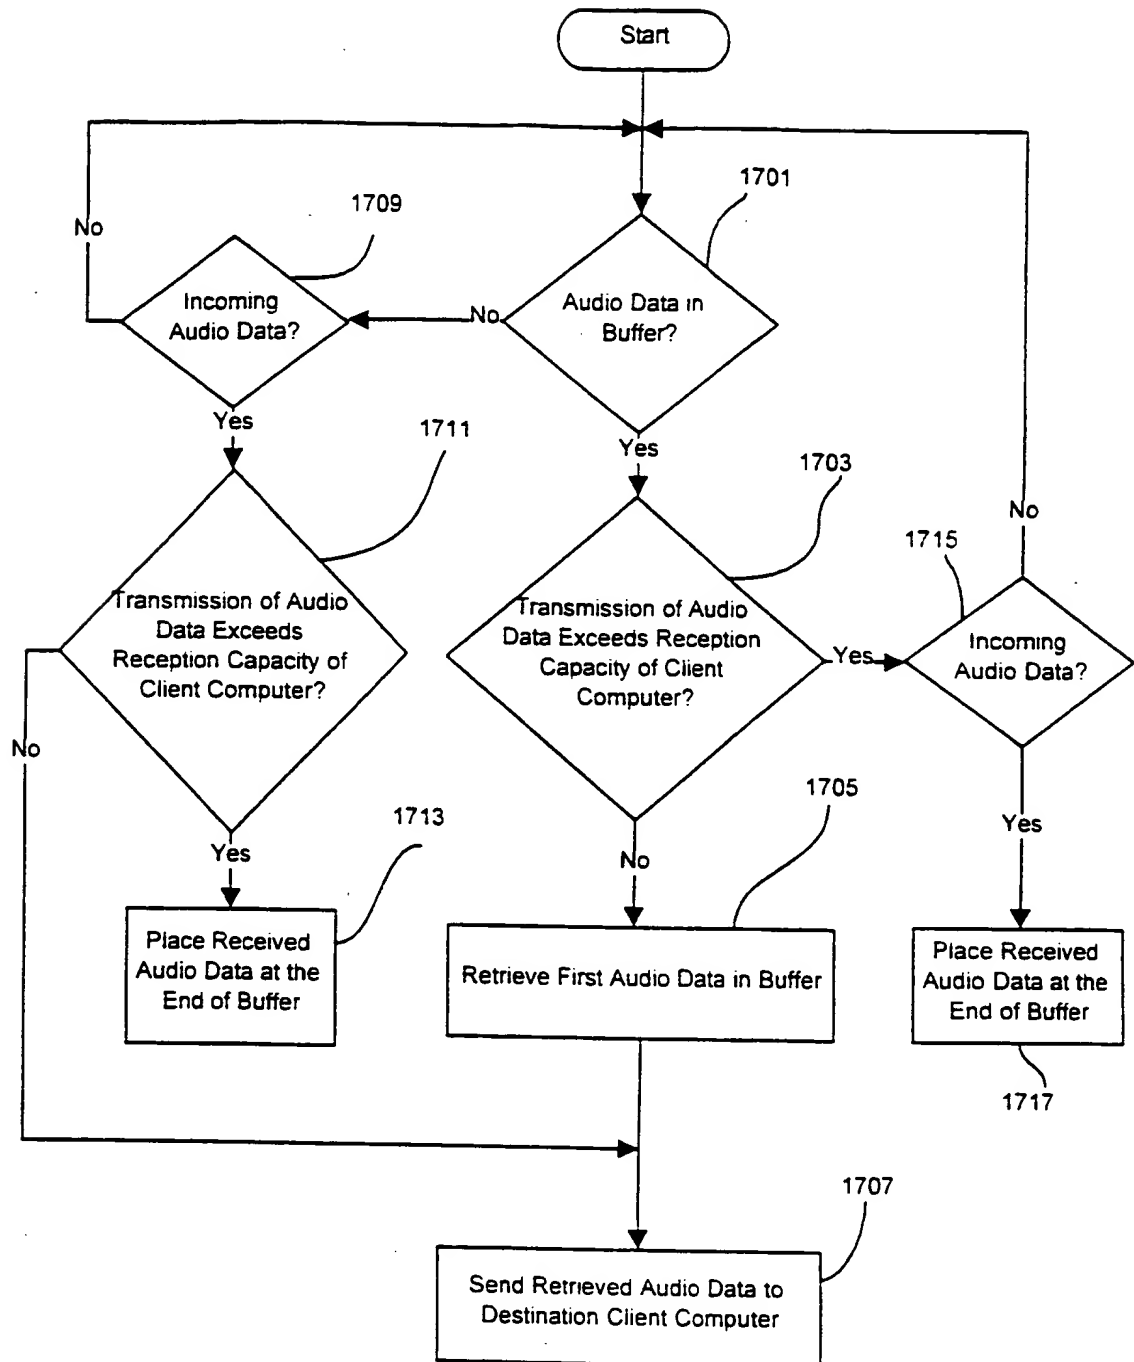 Start
1701
1709
No
Incoming
Audio Data?
No
Audio Data in
Buffer?
Yes
1711
Yes
1703
No
1715
Transmission of Audio
Data Exceeds
Reception Capacity of
Client Computer?
Transmission of Audio
Data Exceeds Reception
Capacity of Client
Computer?
Yes
Incoming
Audio Data?
No
1713
1705
Yes
No
Yes
Place Received
Audio Data at the
End of Buffer
Retrieve First Audio Data in Buffer
Place Received
Audio Data at the
End of Buffer
1717
1707
Send Retrieved Audio Data to
Destination Client Computer